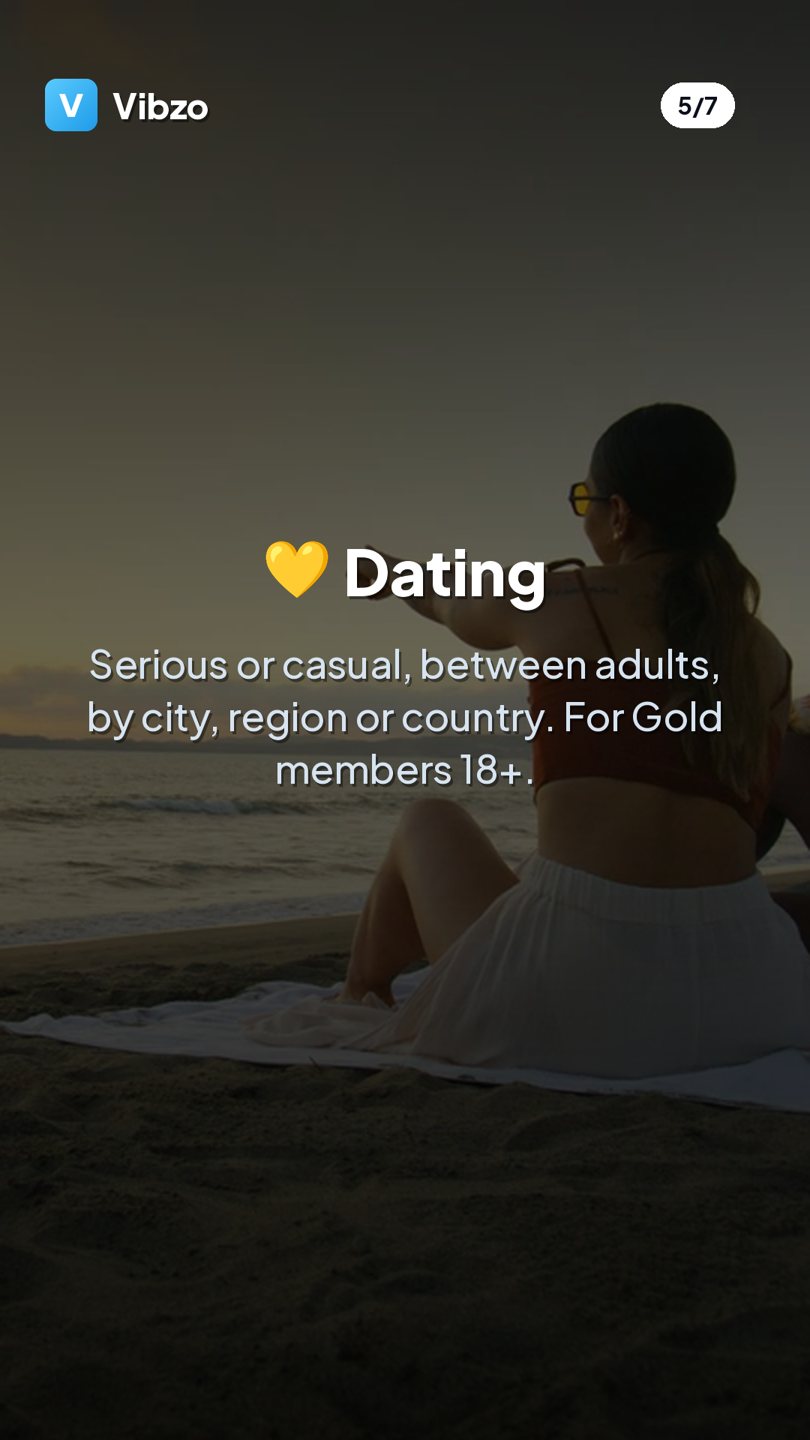 V Vibzo
5/7
💛 Dating
Serious or casual, between adults,
by city, region or country. For Gold
members 18+.